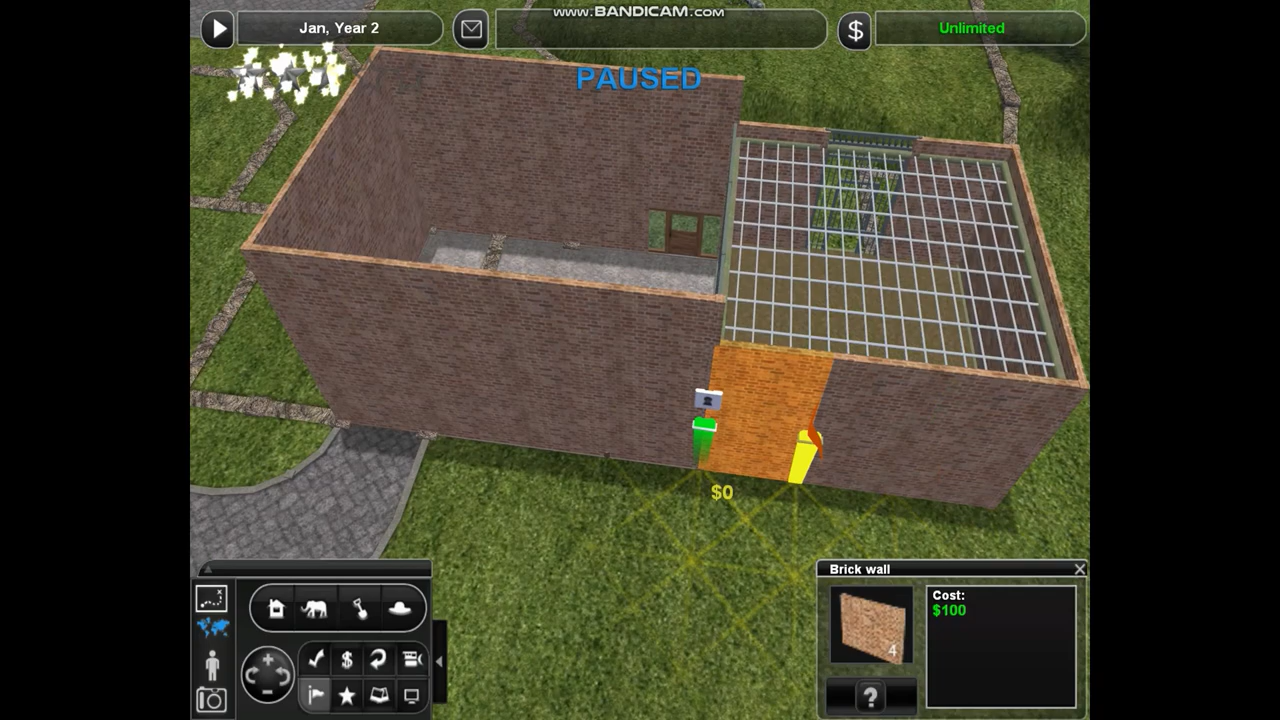 www.BANDICAM.com
Jan, Year 2
$
Unlimited
PAUSED
$0
Brick wall
Cost:
$100
4
$
?